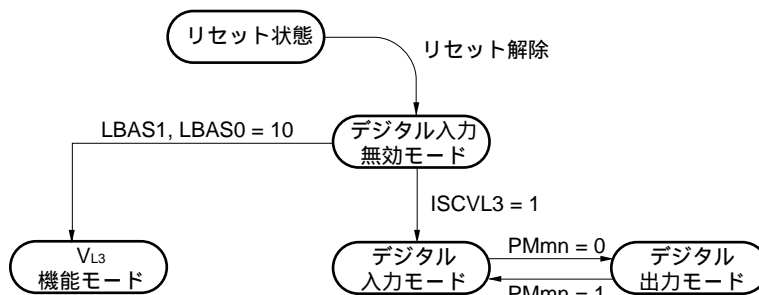 リセット状態
リセット解除
LBAS1, LBAS0 = 10
デジタル入力
無効モード
ISCVL3 = 1
VL3
機能モード
デジタル
入力モード
PMmn = 0
PMmn = 1
デジタル
出力モード